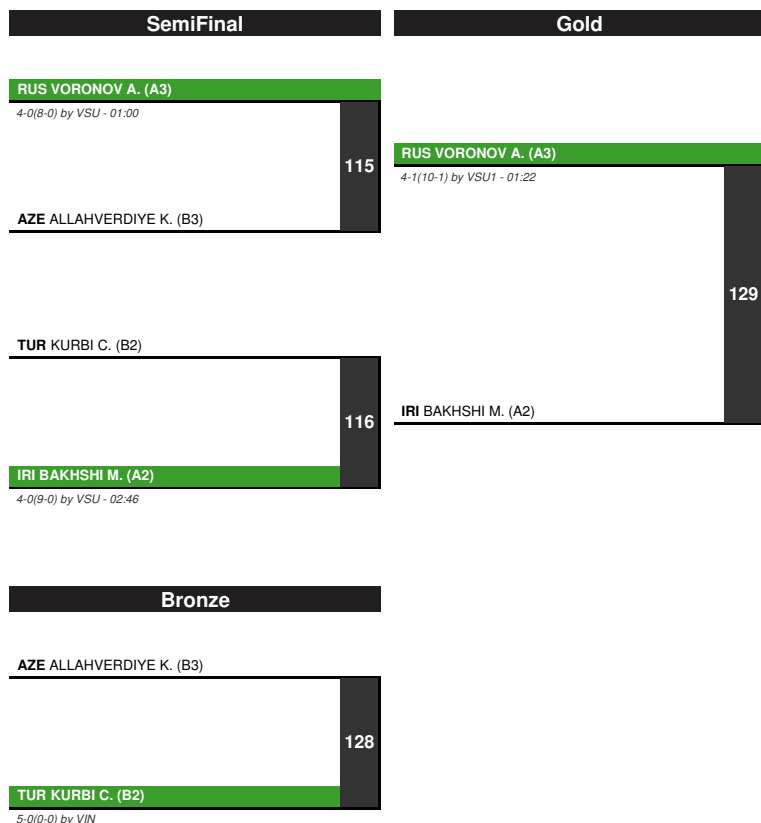 SemiFinal
Gold
RUS VORONOV A. (A3)
4-0(8-0) by VSU - 01:00
115
AZE ALLAHVERDIYE K. (B3)
RUS VORONOV A. (A3)
4-1(10-1) by VSU1 - 01:22
129
IRI BAKHSHI M. (A2)
TUR KURBI C. (B2)
116
IRI BAKHSHI M. (A2)
4-0(9-0) by VSU - 02:46
Bronze
AZE ALLAHVERDIYE K. (B3)
128
TUR KURBI C. (B2)
5-0(0-0) by VIN